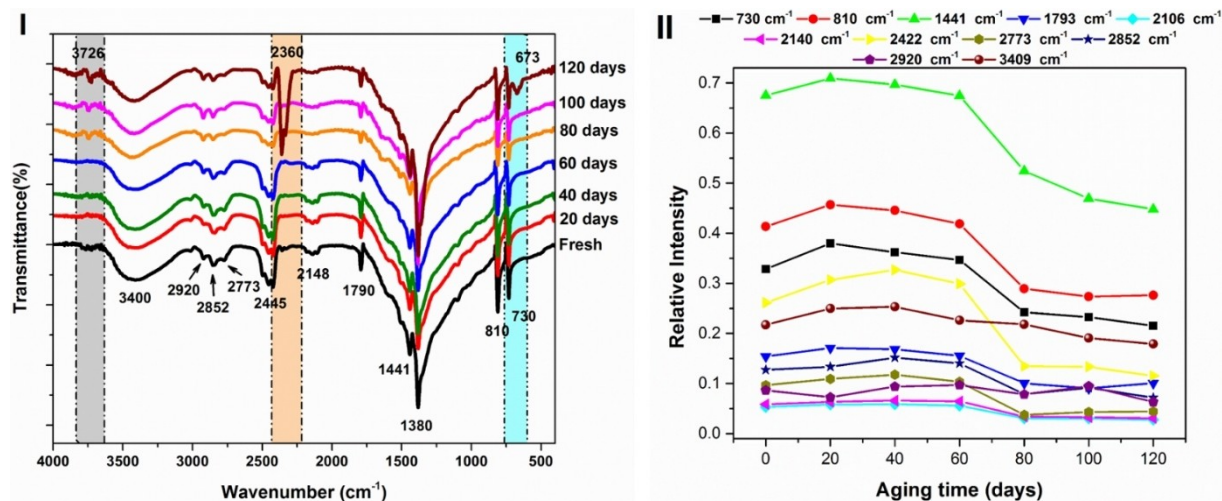 I
3726
2360
673
120 days
100 days
80 days
60 days
40 days
20 days
Fresh
3400
2920
2852
2773
2445
2148
1790
1441
1380
810
730
Transmittance(%)
4000 3500 3000 2500 2000 1500 1000 500
Wavenumber (cm⁻¹)
II
730 cm⁻¹ 810 cm⁻¹ 1441 cm⁻¹ 1793 cm⁻¹ 2106 cm⁻¹
2140 cm⁻¹ 2422 cm⁻¹ 2773 cm⁻¹ 2852 cm⁻¹
2920 cm⁻¹ 3409 cm⁻¹
Relative Intensity
0.7
0.6
0.5
0.4
0.3
0.2
0.1
0.0
0 20 40 60 80 100 120
Aging time (days)